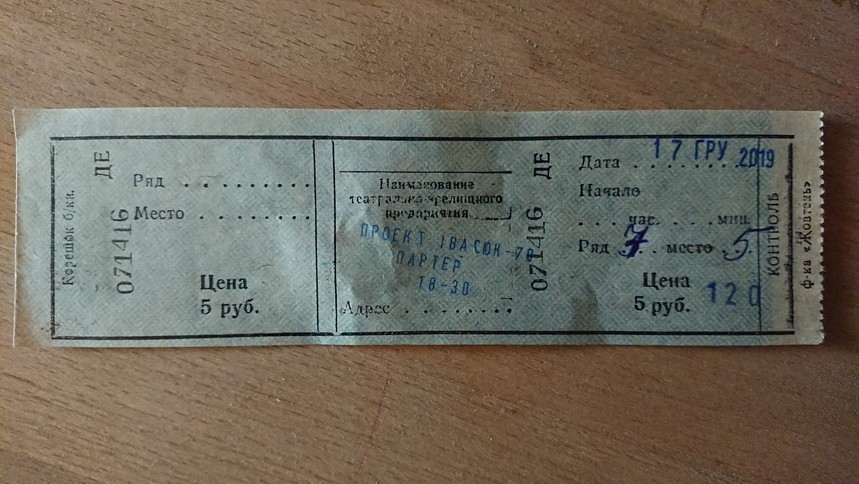 Корешок б/ка.
071416 ДЕ
Ряд . . . . . . . .
Место . . . . . . .
Цена
5 руб.
Наименование
театрально-зрелищного
предприятия
ПРОЕКТ ІВАСЮК-70
ПАРТЕР
18-30
Адрес . . . . . . . .
071416 ДЕ
Дата . . 17 ГРУ 2019
Начало
. . . час. . . . мин.
Ряд 7 . . место 5
Цена
5 руб. 120
КОНТРОЛЬ
ф-ка «Жовтень»